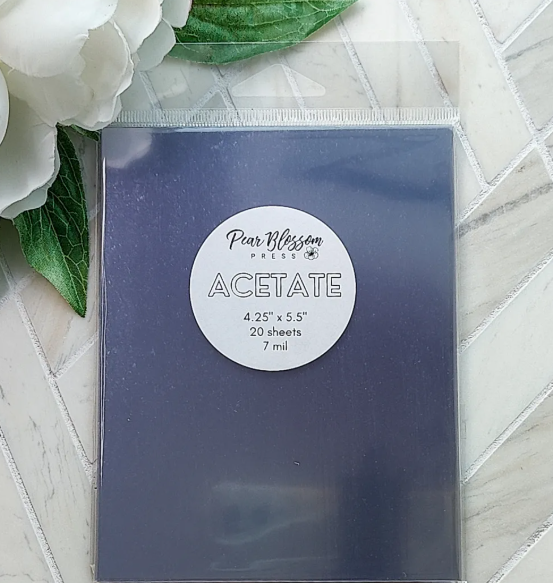 Pear Blossom
PRESS
ACETATE
4.25" x 5.5"
20 sheets
7 mil